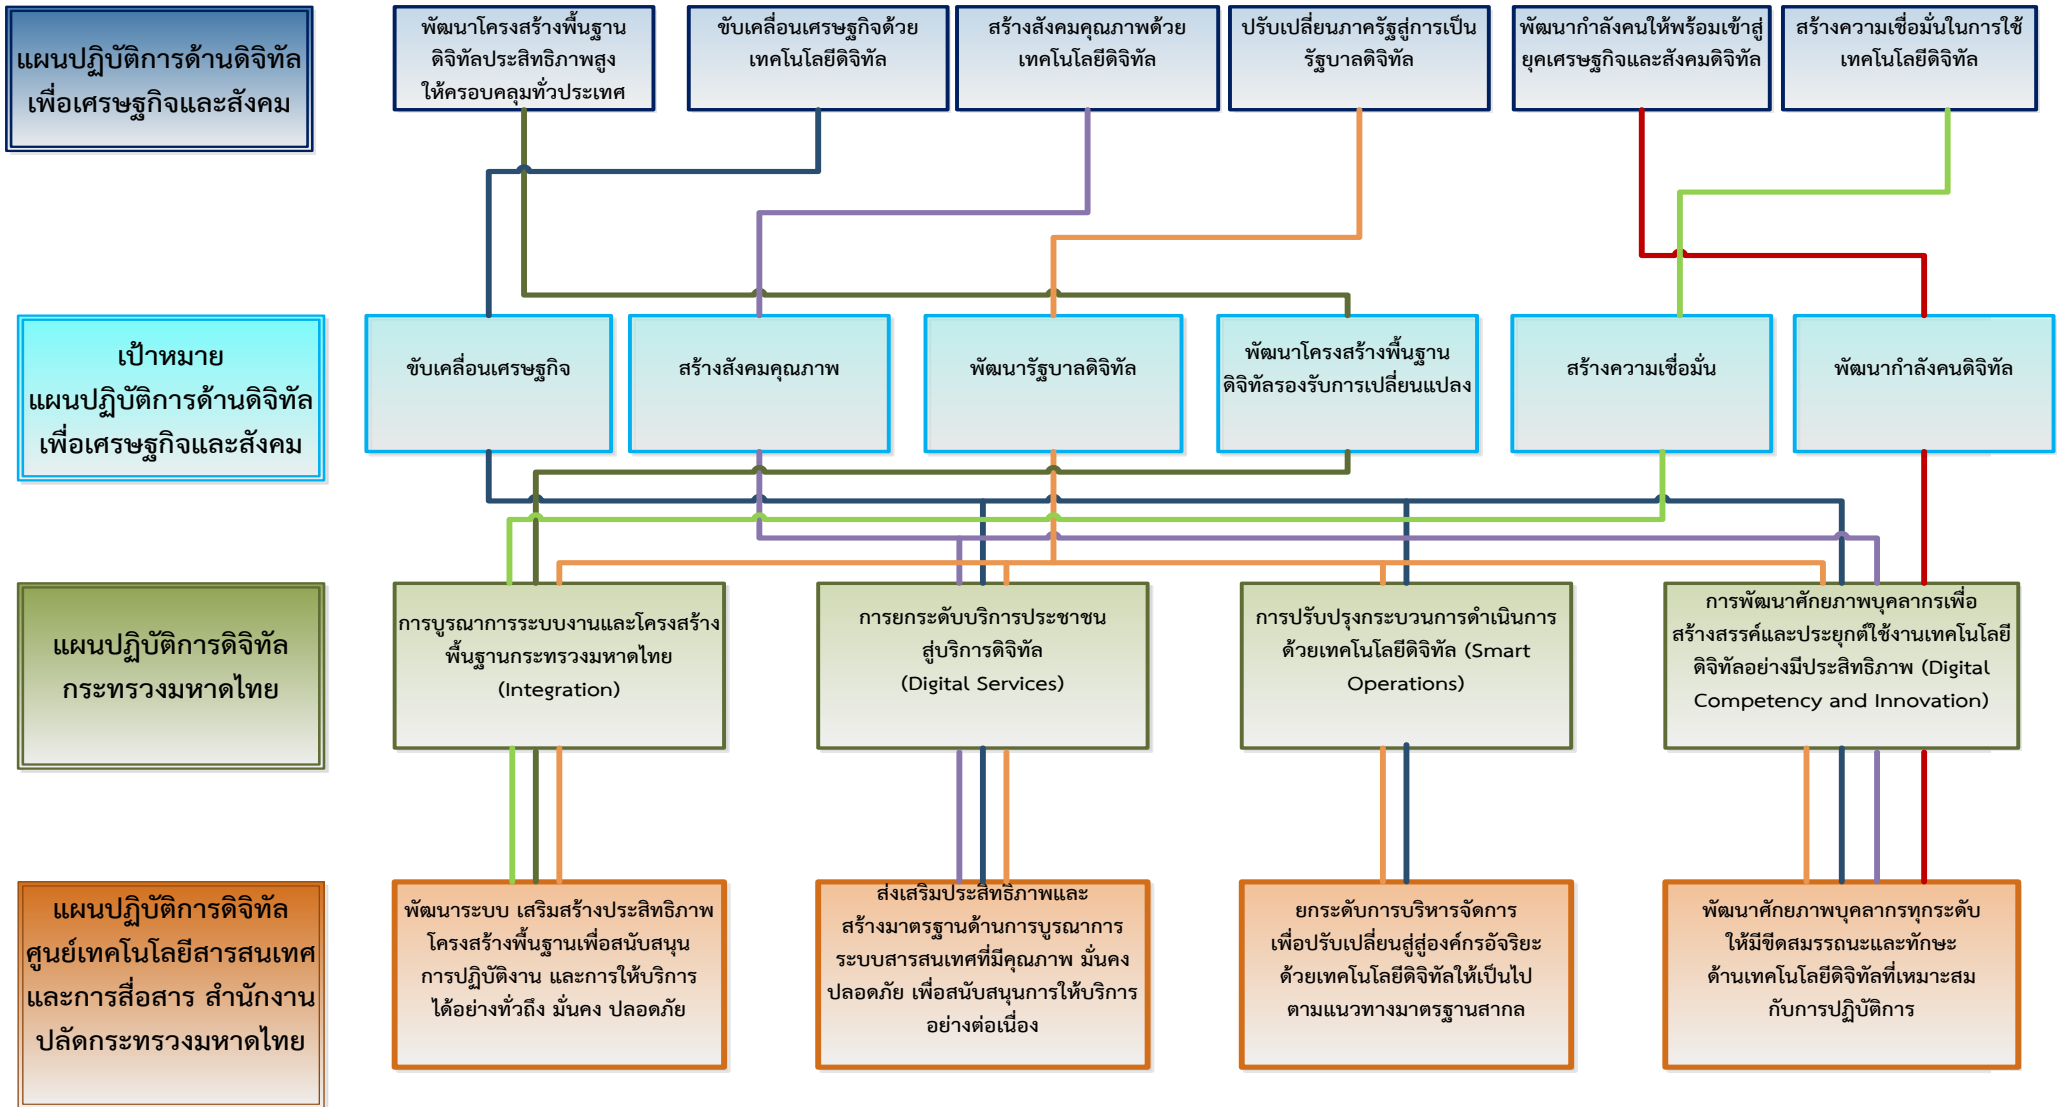 แผนปฏิบัติการด้านดิจิทัล
เพื่อเศรษฐกิจและสังคม
พัฒนาโครงสร้างพื้นฐาน
ดิจิทัลประสิทธิภาพสูง
ให้ครอบคลุมทั่วประเทศ
ขับเคลื่อนเศรษฐกิจด้วย
เทคโนโลยีดิจิทัล
สร้างสังคมคุณภาพด้วย
เทคโนโลยีดิจิทัล
ปรับเปลี่ยนภาครัฐสู่การเป็น
รัฐบาลดิจิทัล
พัฒนากำลังคนให้พร้อมเข้าสู่
ยุคเศรษฐกิจและสังคมดิจิทัล
สร้างความเชื่อมั่นในการใช้
เทคโนโลยีดิจิทัล
เป้าหมาย
แผนปฏิบัติการด้านดิจิทัล
เพื่อเศรษฐกิจและสังคม
ขับเคลื่อนเศรษฐกิจ
สร้างสังคมคุณภาพ
พัฒนารัฐบาลดิจิทัล
พัฒนาโครงสร้างพื้นฐาน
ดิจิทัลรองรับการเปลี่ยนแปลง
สร้างความเชื่อมั่น
พัฒนากำลังคนดิจิทัล
แผนปฏิบัติการดิจิทัล
กระทรวงมหาดไทย
การบูรณาการระบบงานและโครงสร้าง
พื้นฐานกระทรวงมหาดไทย
(Integration)
การยกระดับบริการประชาชน
สู่บริการดิจิทัล
(Digital Services)
การปรับปรุงกระบวนการดำเนินการ
ด้วยเทคโนโลยีดิจิทัล (Smart
Operations)
การพัฒนาศักยภาพบุคลากรเพื่อ
สร้างสรรค์และประยุกต์ใช้งานเทคโนโลยี
ดิจิทัลอย่างมีประสิทธิภาพ (Digital
Competency and Innovation)
แผนปฏิบัติการดิจิทัล
ศูนย์เทคโนโลยีสารสนเทศ
และการสื่อสาร สำนักงาน
ปลัดกระทรวงมหาดไทย
พัฒนาระบบ เสริมสร้างประสิทธิภาพ
โครงสร้างพื้นฐานเพื่อสนับสนุน
การปฏิบัติงาน และการให้บริการ
ได้อย่างทั่วถึง มั่นคง ปลอดภัย
ส่งเสริมประสิทธิภาพและ
สร้างมาตรฐานด้านการบูรณาการ
ระบบสารสนเทศที่มีคุณภาพ มั่นคง
ปลอดภัย เพื่อสนับสนุนการให้บริการ
อย่างต่อเนื่อง
ยกระดับการบริหารจัดการ
เพื่อปรับเปลี่ยนสู่สู่องค์กรอัจริยะ
ด้วยเทคโนโลยีดิจิทัลให้เป็นไป
ตามแนวทางมาตรฐานสากล
พัฒนาศักยภาพบุคลากรทุกระดับ
ให้มีขีดสมรรถนะและทักษะ
ด้านเทคโนโลยีดิจิทัลที่เหมาะสม
กับการปฏิบัติการ